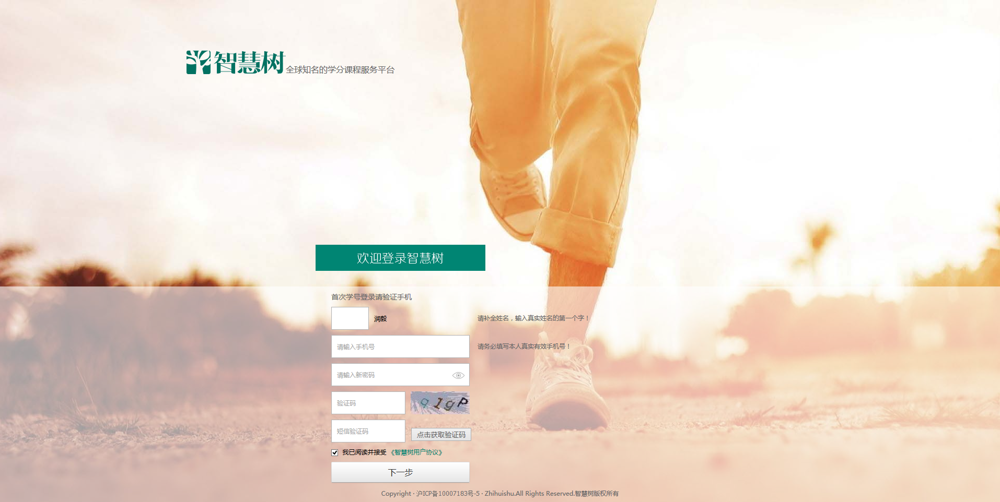 智慧树 全球知名的学分课程服务平台
欢迎登录智慧树
首次学号登录请验证手机
润毅 请补全姓名，输入真实姓名的第一个字！
请输入手机号 请务必填写本人真实有效手机号！
请输入新密码
验证码 qIgP
短信验证码 点击获取验证码
我已阅读并接受 《智慧树用户协议》
下一步
Copyright · 沪ICP备10007183号-5 · Zhihuishu.All Rights Reserved.智慧树版权所有